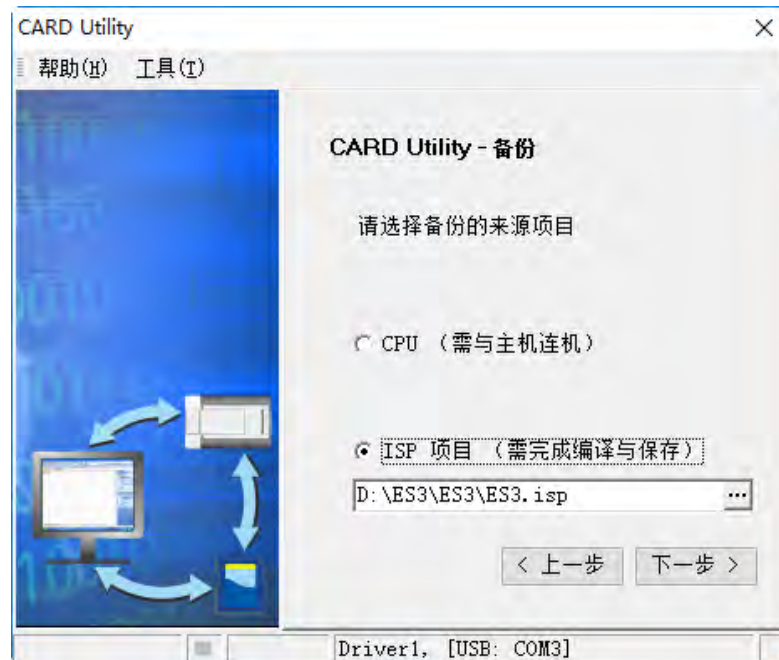 CARD Utility
帮助(H) 工具(T)
CARD Utility - 备份
请选择备份的来源项目
CPU （需与主机连机）
ISP 项目 （需完成编译与保存）
D:\ES3\ES3\ES3.isp ...
< 上一步 下一步 >
Driver1, [USB: COM3]